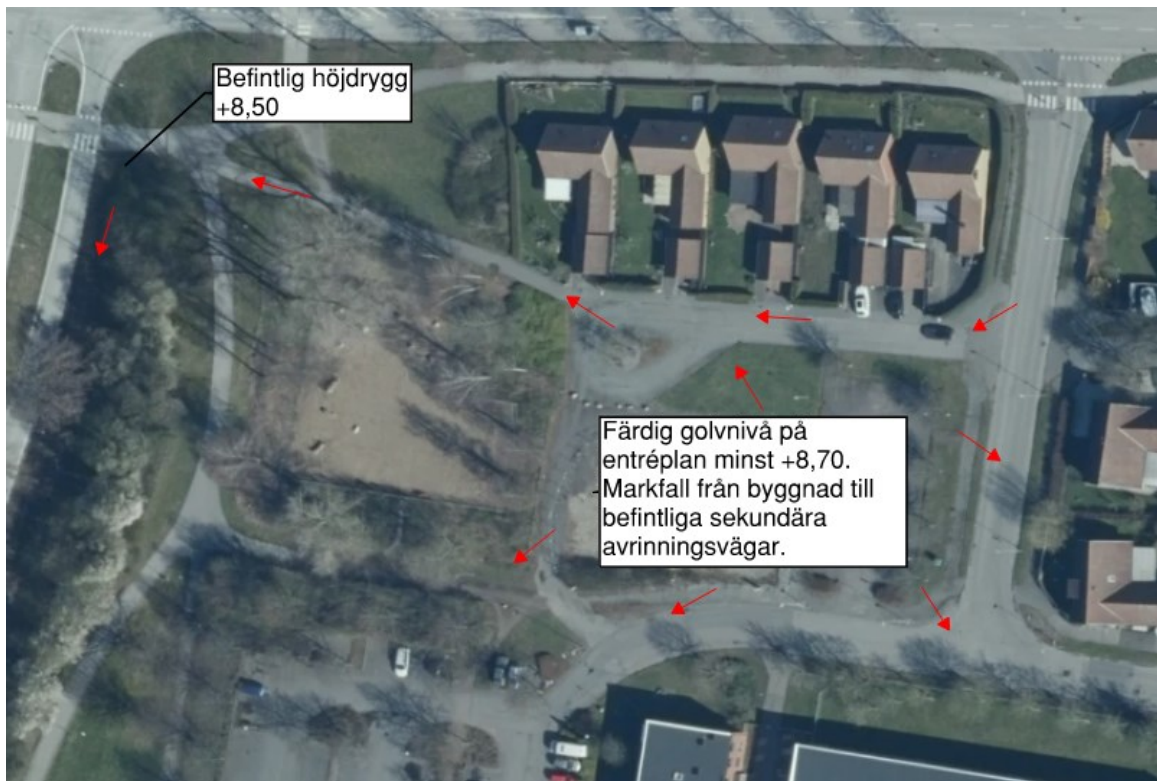 Befintlig höjdrygg
+8,50
Färdig golvnivå på
entréplan minst +8,70.
Markfall från byggnad till
befintliga sekundära
avrinningsvägar.